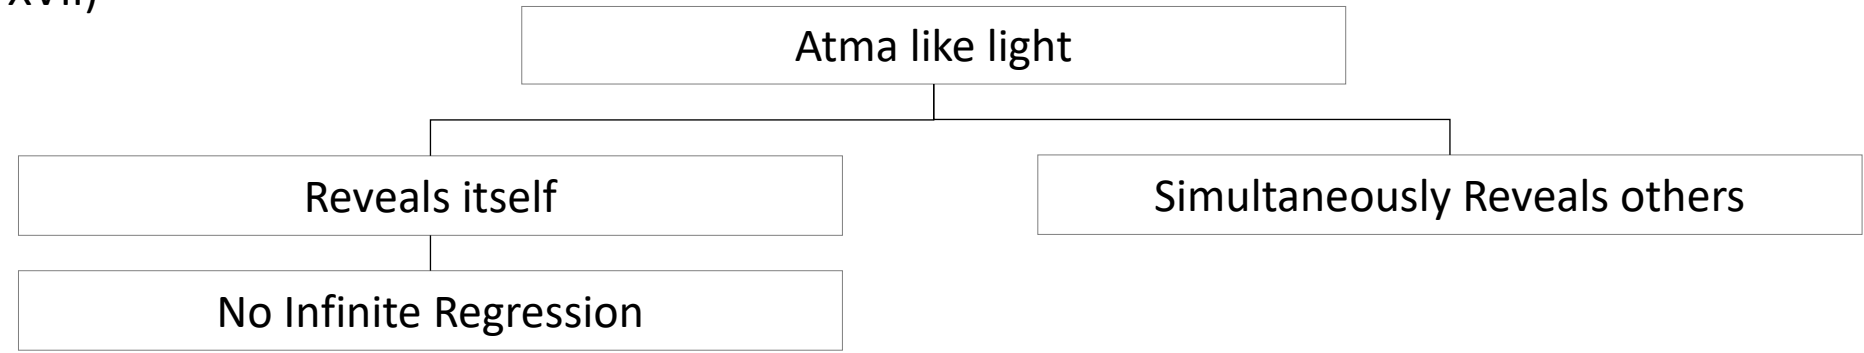 XVII)
Atma like light
Reveals itself
Simultaneously Reveals others
No Infinite Regression